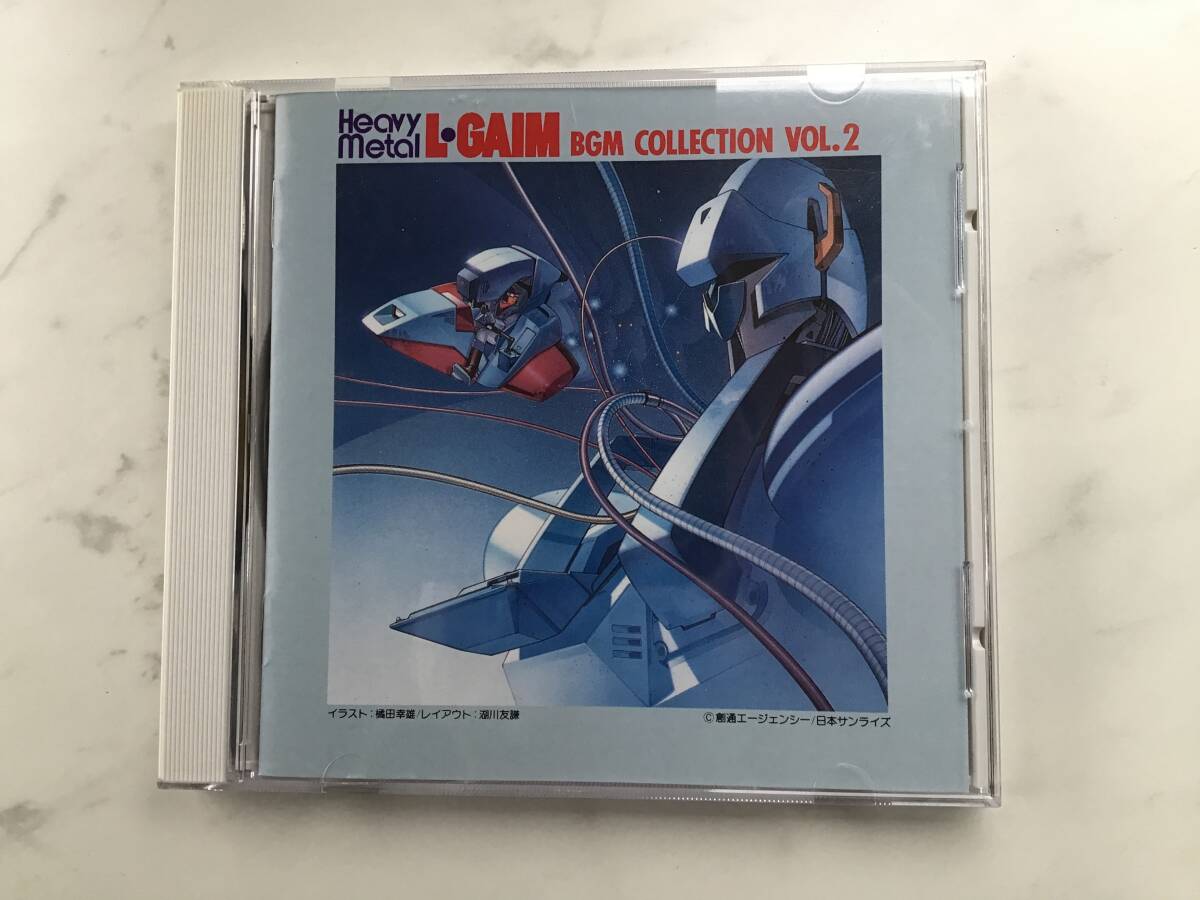 Heavy Metal L•GAIM BGM COLLECTION VOL.2
イラスト:橘田幸雄/レイアウト:湖川友謙
©創通エージェンシー/日本サンライズ